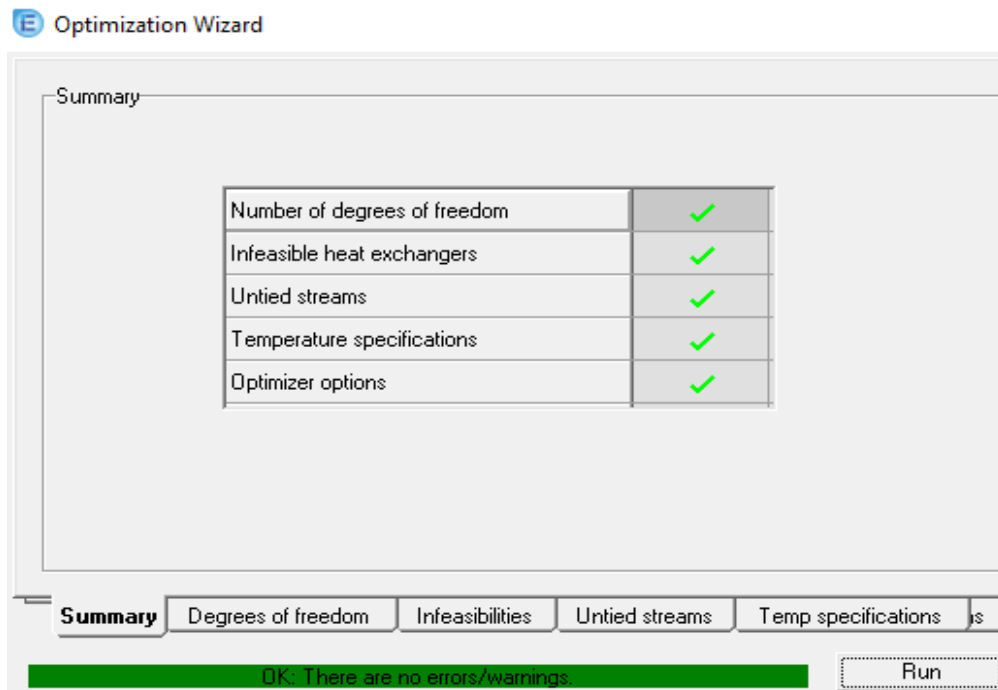 Optimization Wizard
Summary
Number of degrees of freedom
Infeasible heat exchangers
Untied streams
Temperature specifications
Optimizer options
Summary Degrees of freedom Infeasibilities Untied streams Temp specifications
OK: There are no errors/warnings. Run